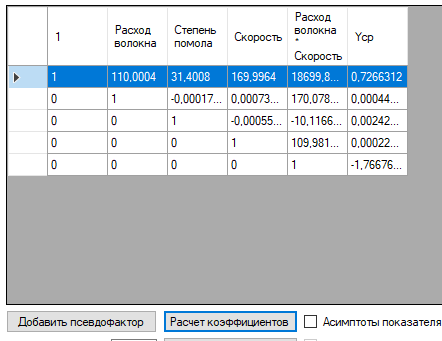 1 Расход волокна Степень помола Скорость Расход волокна * Скорость Yср
1 110,0004 31,4008 169,9964 18699,8... 0,7266312
0 1 -0,00017... 0,00073... 170,078... 0,00044...
0 0 1 -0,00055... -10,1166... 0,00242...
0 0 0 1 109,981... 0,00022...
0 0 0 0 1 -1,76676...
Добавить псевдофактор Расчет коэффициентов Асимптоты показателя